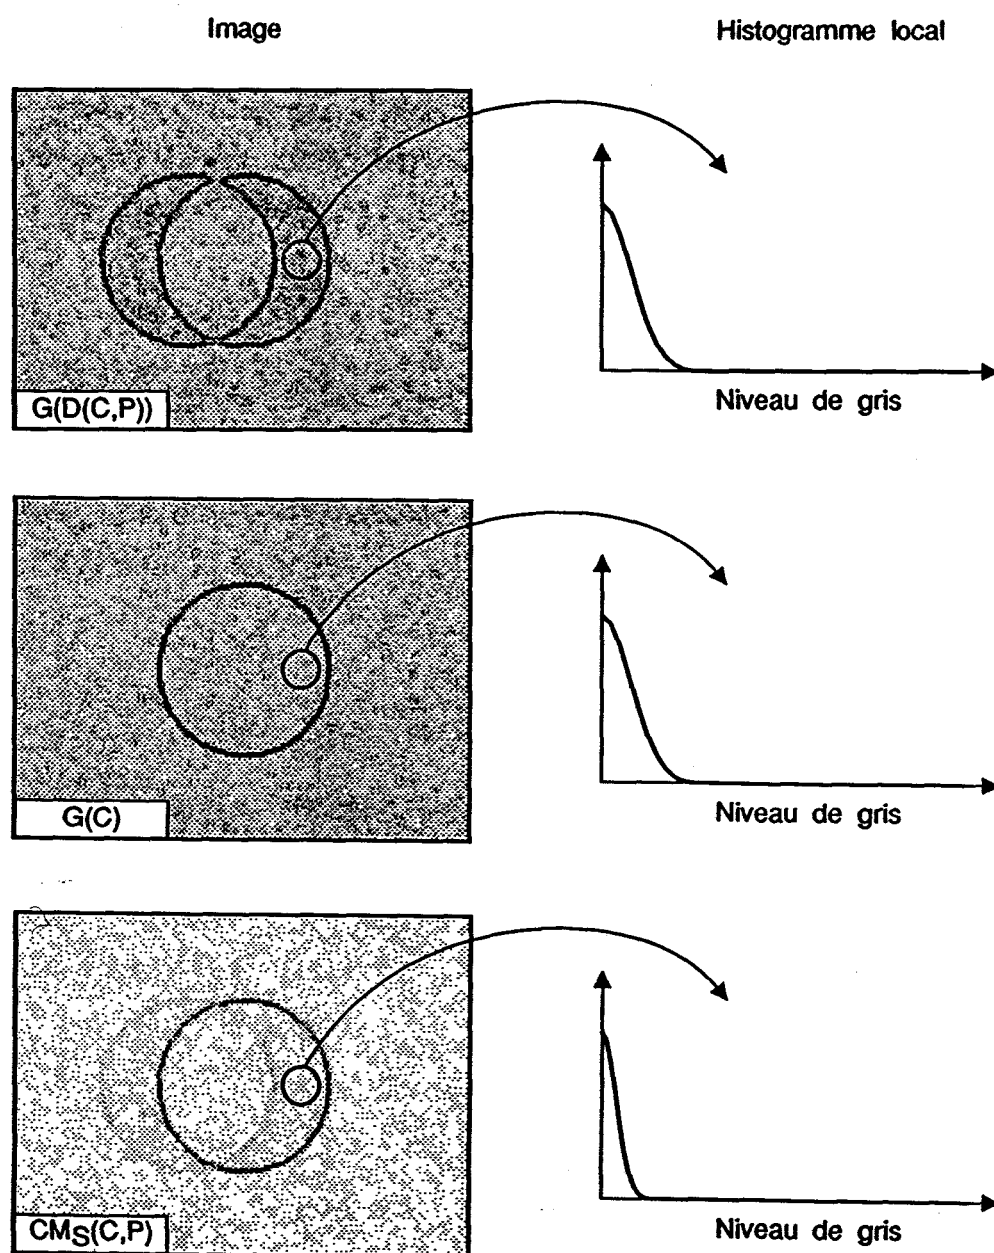 Image
Histogramme local
G(D(C,P))
Niveau de gris
G(C)
Niveau de gris
CMS(C,P)
Niveau de gris